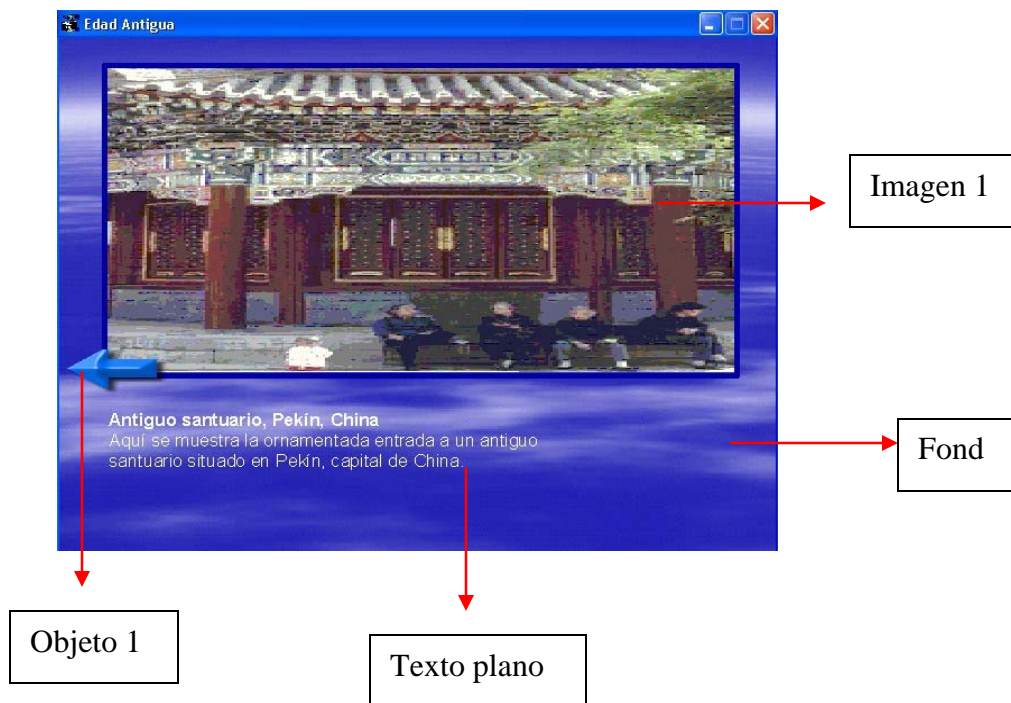 Edad Antigua
Imagen 1
Antiguo santuario, Pekín, China
Aquí se muestra la ornamentada entrada a un antiguo
santuario situado en Pekín, capital de China.
Fond
Objeto 1
Texto plano